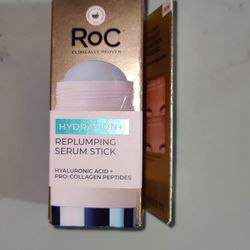 RoC
CLINICALLY PROVEN
HYDRATION+
REPLUMPING
SERUM STICK
HYALURONIC ACID +
PRO-COLLAGEN PEPTIDES